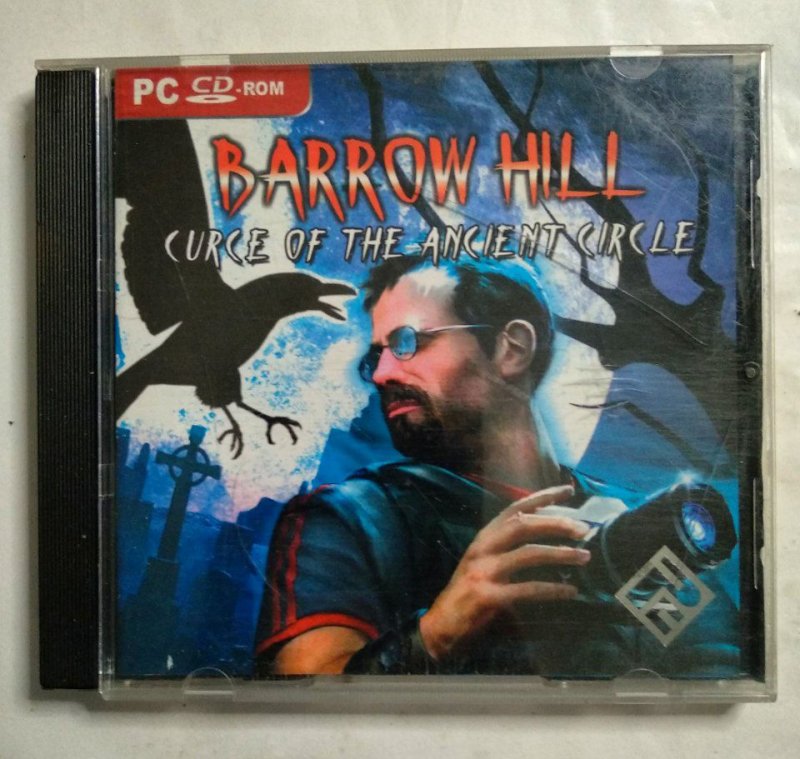 PC CD-ROM
BARROW HILL
CURCE OF THE ANCIENT CIRCLE